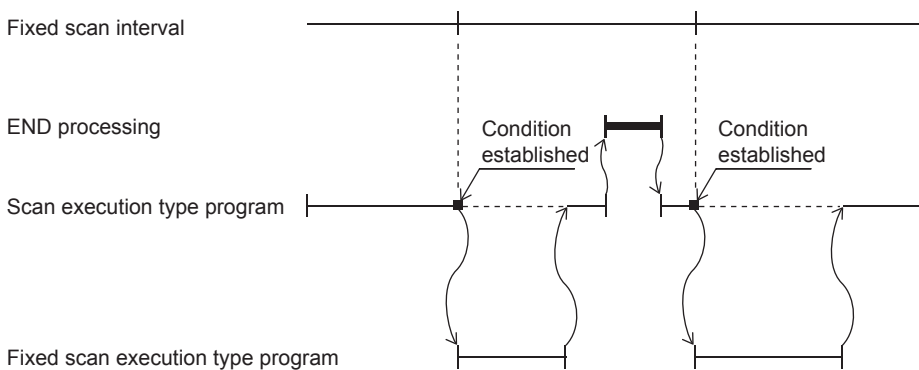 Fixed scan interval
END processing
Condition
established
Condition
established
Scan execution type program
Fixed scan execution type program